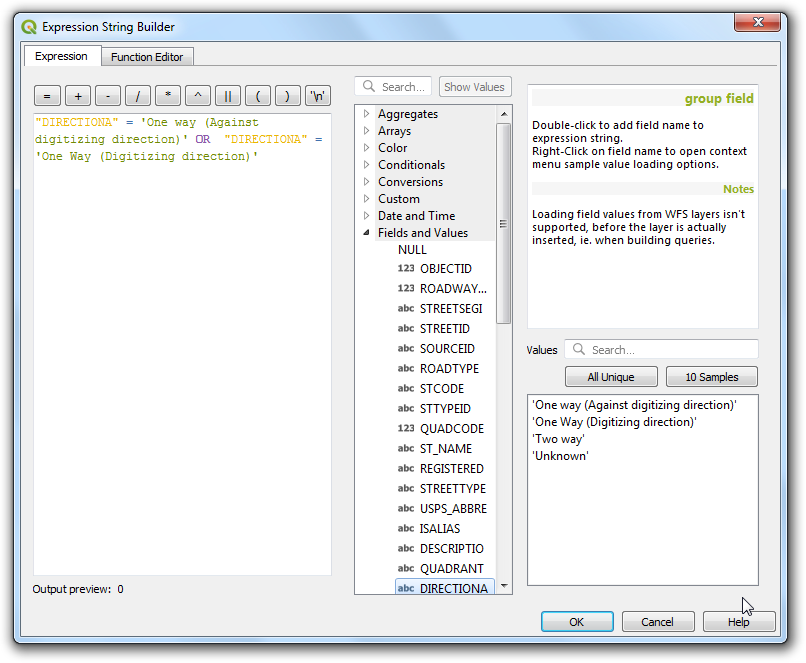 Expression String Builder
Expression Function Editor
= + - / * ^ || ( ) '\n'
"DIRECTIONA" = 'One way (Against
digitizing direction)' OR "DIRECTIONA" =
'One Way (Digitizing direction)'
Output preview: 0
Search... Show Values
Aggregates
Arrays
Color
Conditionals
Conversions
Custom
Date and Time
Fields and Values
NULL
123 OBJECTID
123 ROADWAY...
abc STREETSEGI
abc STREETID
abc SOURCEID
abc ROADTYPE
abc STCODE
abc STTYPEID
123 QUADCODE
abc ST_NAME
abc REGISTERED
abc STREETTYPE
abc USPS_ABBRE
abc ISALIAS
abc DESCRIPTIO
abc QUADRANT
abc DIRECTIONA
group field
Double-click to add field name to
expression string.
Right-Click on field name to open context
menu sample value loading options.
Notes
Loading field values from WFS layers isn't
supported, before the layer is actually
inserted, ie. when building queries.
Values Search...
All Unique 10 Samples
'One way (Against digitizing direction)'
'One Way (Digitizing direction)'
'Two way'
'Unknown'
OK Cancel Help